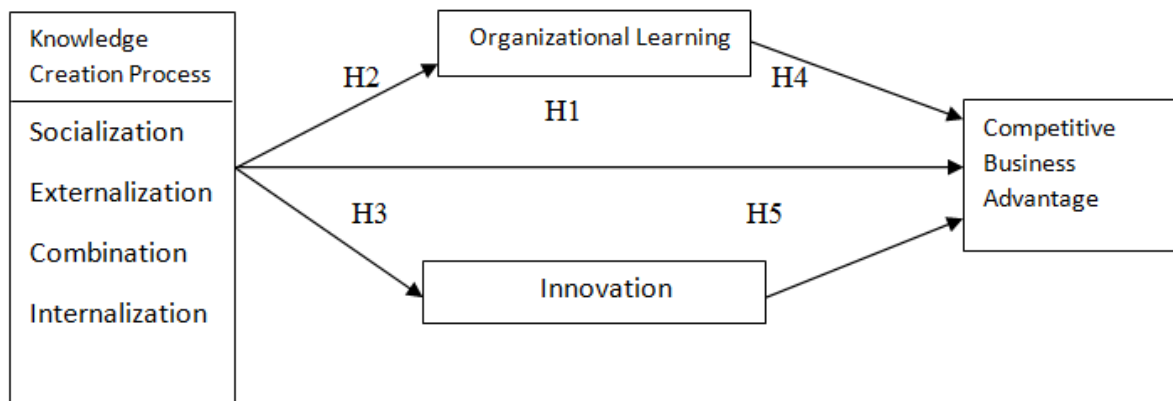 Knowledge
Creation Process
Socialization
Externalization
Combination
Internalization
Organizational Learning
H2
H4
H1
H3
H5
Innovation
Competitive
Business
Advantage